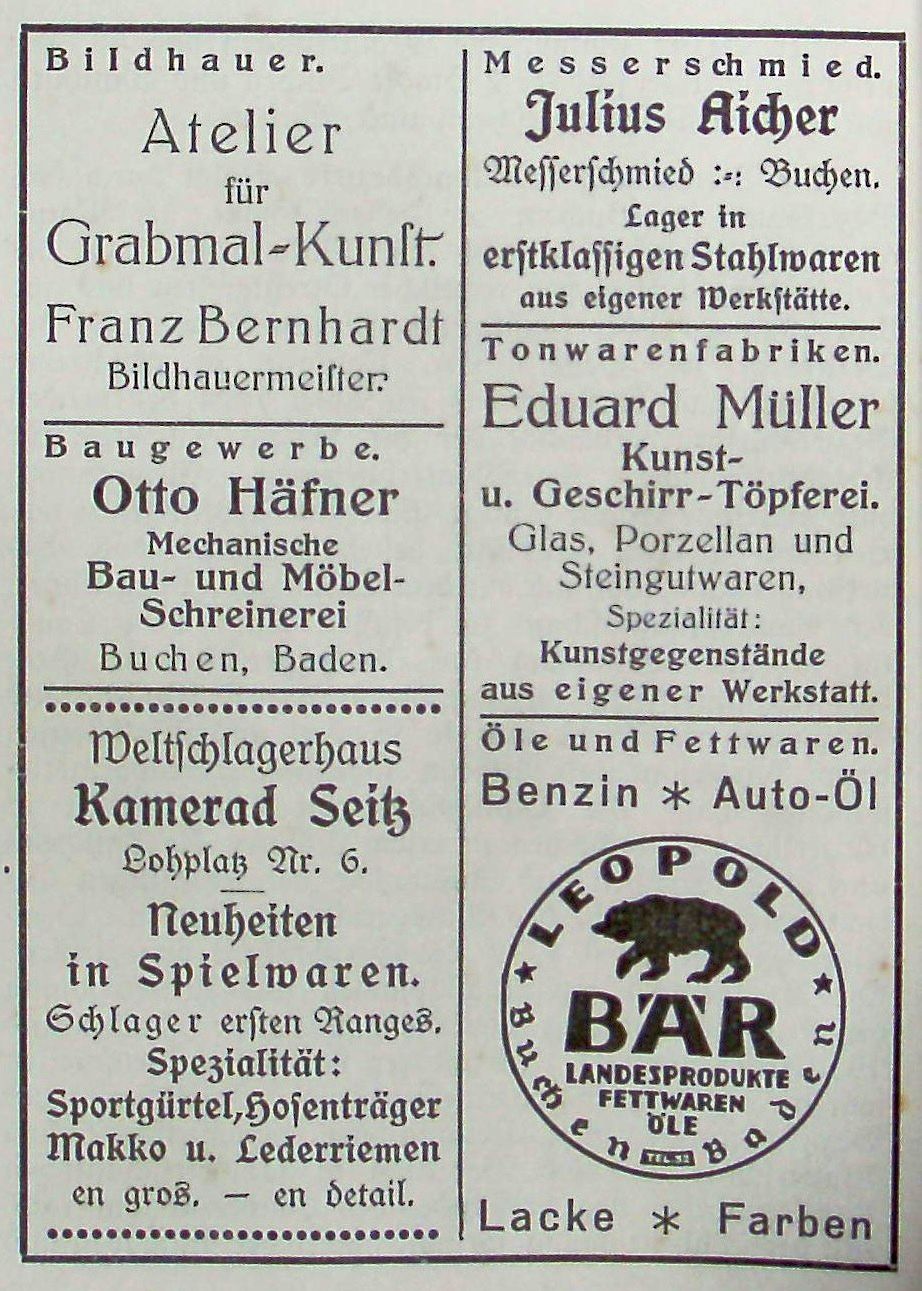 Bildhauer.
Atelier
für
Grabmal-Kunst.
Franz Bernhardt
Bildhauermeister.
Baugewerbe.
Otto Häfner
Mechanische
Bau- und Möbel-
Schreinerei
Buchen, Baden.
Weltschlagerhaus
Kamerad Seitz
Lohplatz Nr. 6.
Neuheiten
in Spielwaren.
Schlager ersten Ranges.
Spezialität:
Sportgürtel, Hosenträger
Makko u. Lederriemen
en gros. — en detail.
Messerschmied.
Julius Aicher
Messerschmied :-: Buchen.
Lager in
erstklassigen Stahlwaren
aus eigener Werkstätte.
Tonwarenfabriken.
Eduard Müller
Kunst-
u. Geschirr-Töpferei.
Glas, Porzellan und
Steingutwaren,
Spezialität:
Kunstgegenstände
aus eigener Werkstatt.
Öle und Fettwaren.
Benzin * Auto-Öl
LEOPOLD
BÄR
LANDESPRODUKTE
FETTWAREN
ÖLE
Buchen Baden
Lacke * Farben